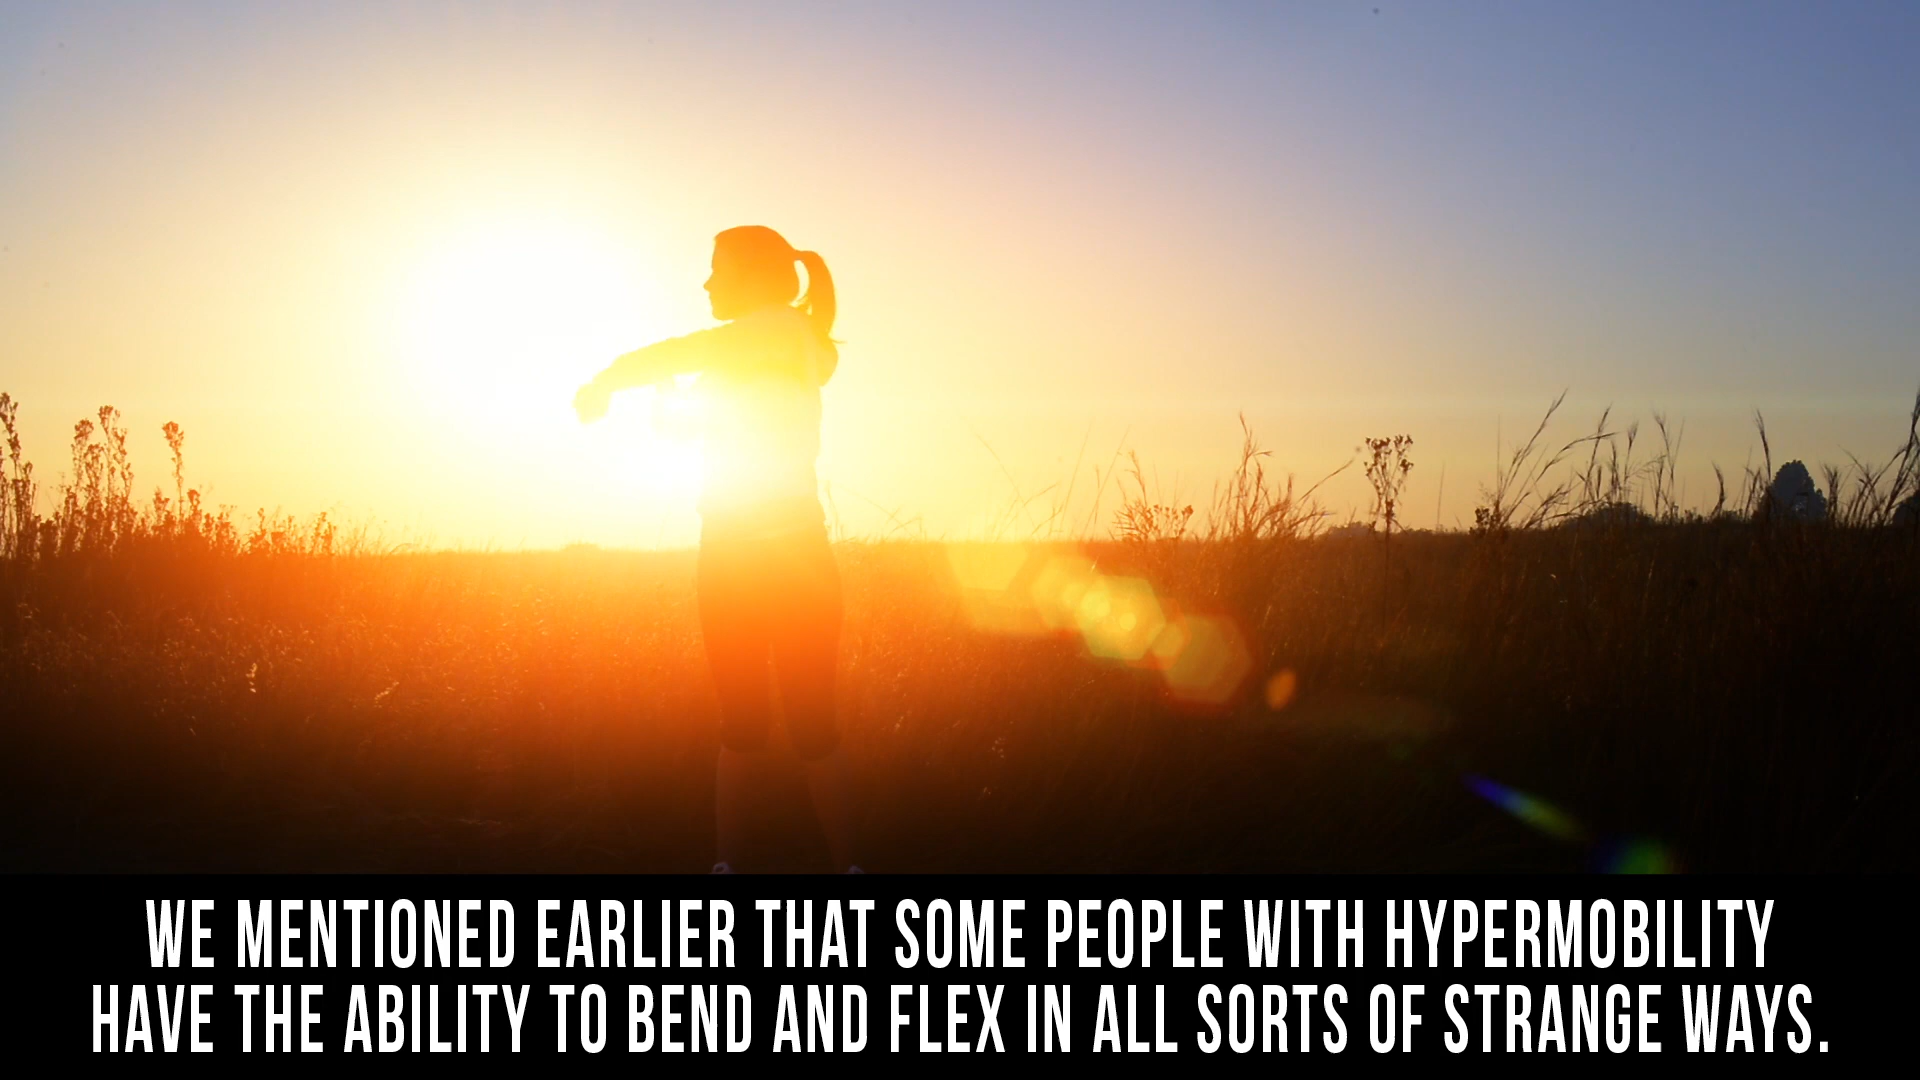 WE MENTIONED EARLIER THAT SOME PEOPLE WITH HYPERMOBILITY
HAVE THE ABILITY TO BEND AND FLEX IN ALL SORTS OF STRANGE WAYS.